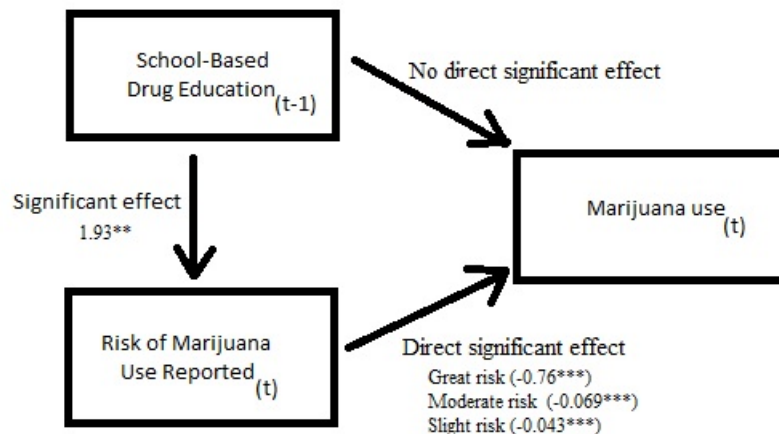 School-Based
Drug Education (t-1)
No direct significant effect
Significant effect
1.93**
Marijuana use (t)
Risk of Marijuana
Use Reported (t)
Direct significant effect
Great risk (-0.76***)
Moderate risk (-0.069***)
Slight risk (-0.043***)